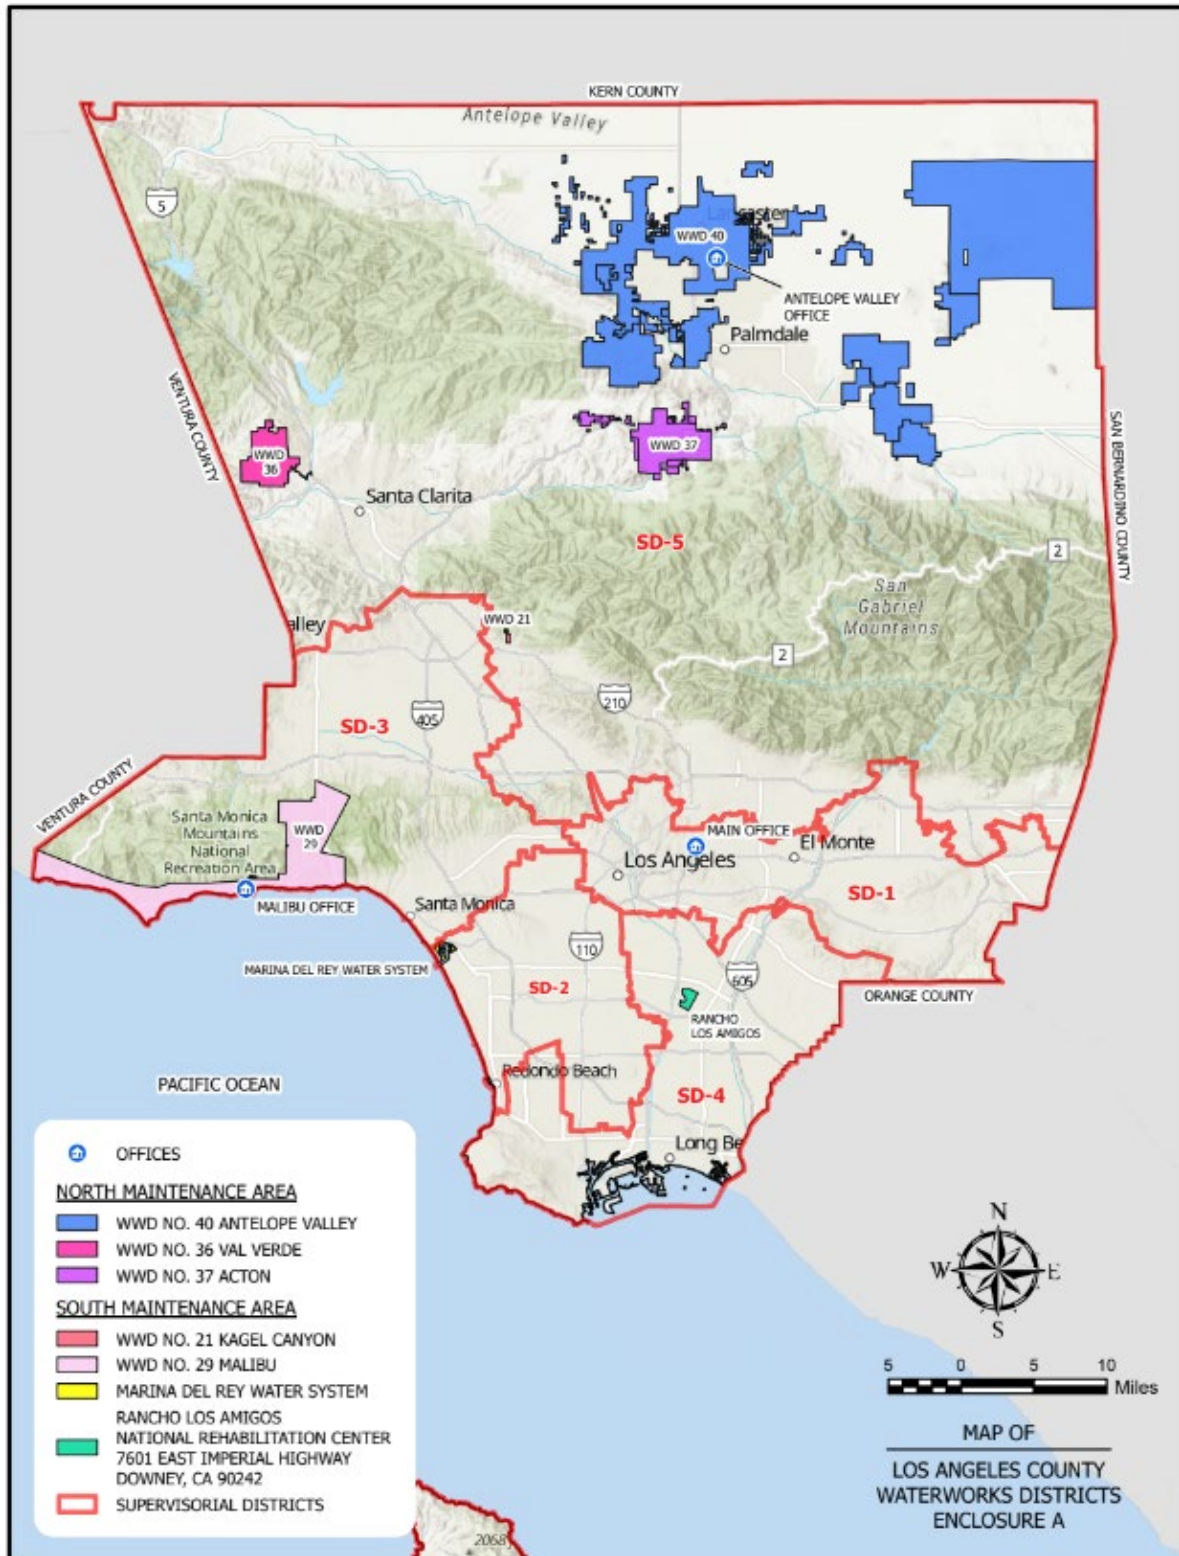 KERN COUNTY
Antelope Valley
5
Lancaster
WWD 40
ANTELOPE VALLEY
OFFICE
Palmdale
VENTURA COUNTY
SAN BERNARDINO COUNTY
WWD
36
WWD 37
Santa Clarita
SD-5
2
San
Gabriel
Mountains
alley
WWD 21
2
210
SD-3
405
VENTURA COUNTY
Santa Monica
Mountains
National
Recreation Area
WWD
29
MAIN OFFICE
El Monte
Los Angeles
SD-1
MALIBU OFFICE
Santa Monica
110
MARINA DEL REY WATER SYSTEM
605
SD-2
ORANGE COUNTY
RANCHO
LOS AMIGOS
Redondo Beach
PACIFIC OCEAN
SD-4
Long Be
OFFICES
NORTH MAINTENANCE AREA
WWD NO. 40 ANTELOPE VALLEY
WWD NO. 36 VAL VERDE
WWD NO. 37 ACTON
SOUTH MAINTENANCE AREA
WWD NO. 21 KAGEL CANYON
WWD NO. 29 MALIBU
MARINA DEL REY WATER SYSTEM
RANCHO LOS AMIGOS
NATIONAL REHABILITATION CENTER
7601 EAST IMPERIAL HIGHWAY
DOWNEY, CA 90242
SUPERVISORIAL DISTRICTS
N
W E
S
5 0 5 10
Miles
MAP OF
LOS ANGELES COUNTY
WATERWORKS DISTRICTS
ENCLOSURE A
2068